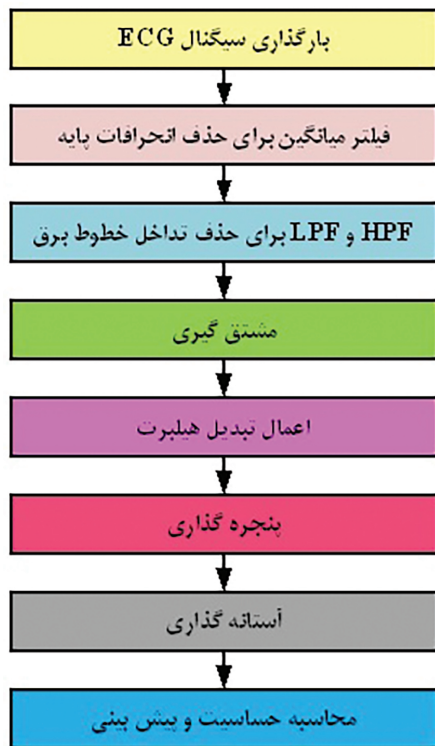 بارگذاری سیگنال ECG
فیلتر میانگین برای حذف انحرافات پایه
HPF و LPF برای حذف تداخل خطوط برق
مشتق گیری
اعمال تبدیل هیلبرت
پنجره گذاری
آستانه گذاری
محاسبه حساسیت و پیش بینی